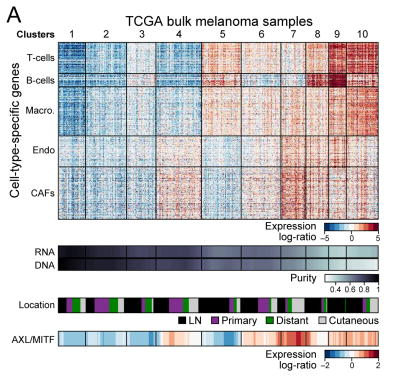 A
TCGA bulk melanoma samples
Clusters 1 2 3 4 5 6 7 8 9 10
Cell-type-specific genes
T-cells
B-cells
Macro.
Endo
CAFs
Expression log-ratio
−5 5
RNA
DNA
Purity
0.4 0.6 0.8 1
Location
LN Primary Distant Cutaneous
AXL/MITF
Expression log-ratio
−2 2